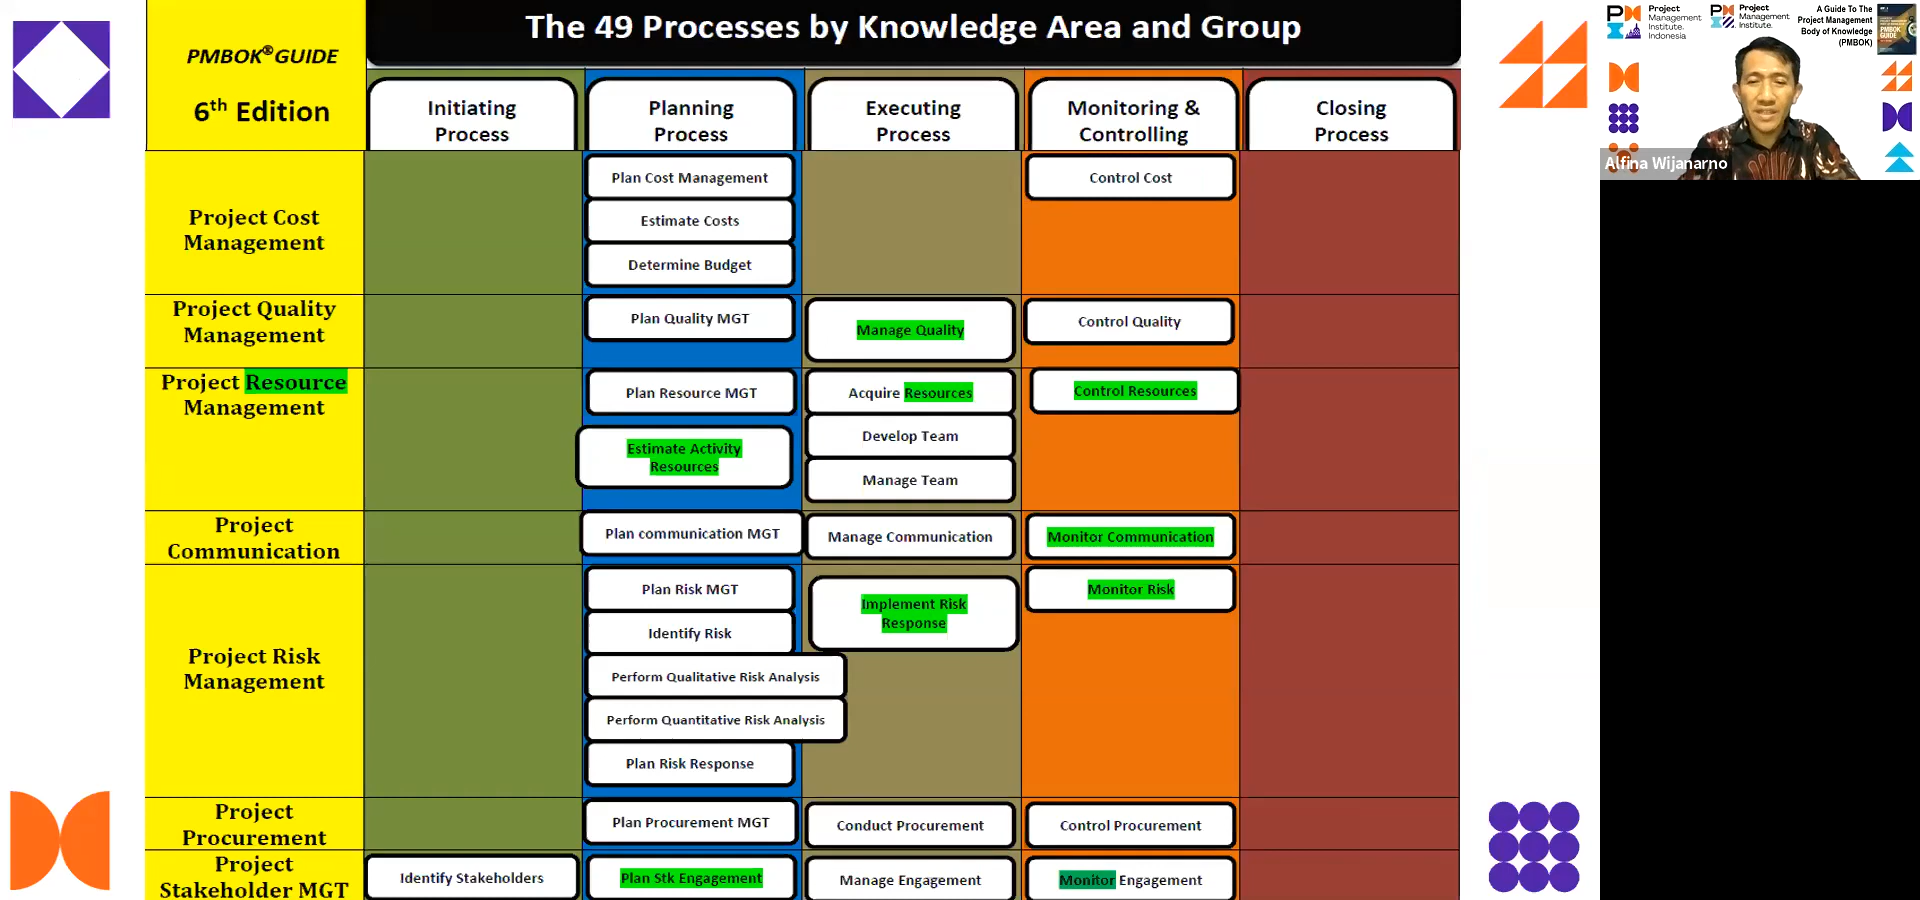 The 49 Processes by Knowledge Area and Group
PMBOK® GUIDE
6th Edition
Initiating
Process
Planning
Process
Executing
Process
Monitoring &
Controlling
Closing
Process
Project Cost
Management
Plan Cost Management
Estimate Costs
Determine Budget
Control Cost
Project Quality
Management
Plan Quality MGT
Manage Quality
Control Quality
Project Resource
Management
Plan Resource MGT
Estimate Activity
Resources
Acquire Resources
Develop Team
Manage Team
Control Resources
Project
Communication
Plan communication MGT
Manage Communication
Monitor Communication
Project Risk
Management
Plan Risk MGT
Identify Risk
Perform Qualitative Risk Analysis
Perform Quantitative Risk Analysis
Plan Risk Response
Implement Risk
Response
Monitor Risk
Project
Procurement
Plan Procurement MGT
Conduct Procurement
Control Procurement
Project
Stakeholder MGT
Identify Stakeholders
Plan Stk Engagement
Manage Engagement
Monitor Engagement
Project
Management
Institute.
Indonesia
Project
Management
Institute.
A Guide To The
Project Management
Body of Knowledge
(PMBOK)
PMBOK
GUIDE
Alfina Wijanarno